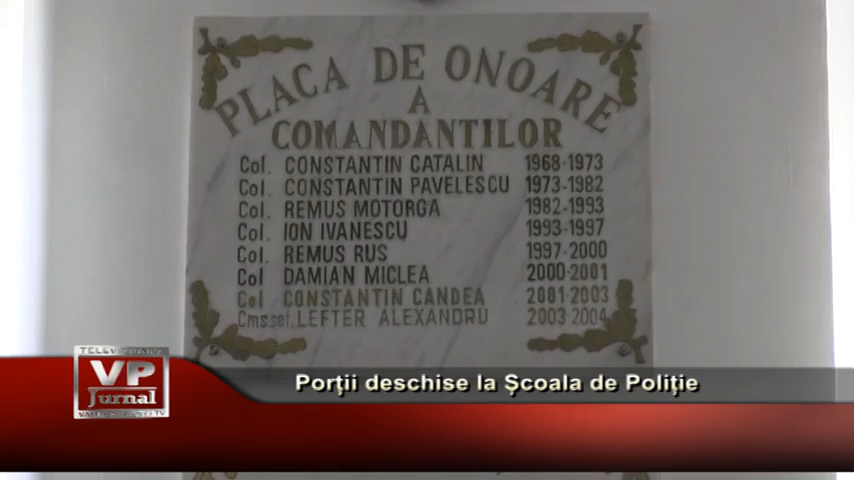 PLACA DE ONOARE
A
COMANDANTILOR
Col. CONSTANTIN CATALIN 1968-1973
Col. CONSTANTIN PAVELESCU 1973-1982
Col. REMUS MOTORGA 1982-1993
Col. ION IVANESCU 1993-1997
Col. REMUS RUS 1997-2000
Col DAMIAN MICLEA 2000-2001
Col CONSTANTIN CANDEA 2001-2003
Cms.sef. LEFTER ALEXANDRU 2003-2004
Porţii deschise la Şcoala de Poliţie
VP
Jurnal